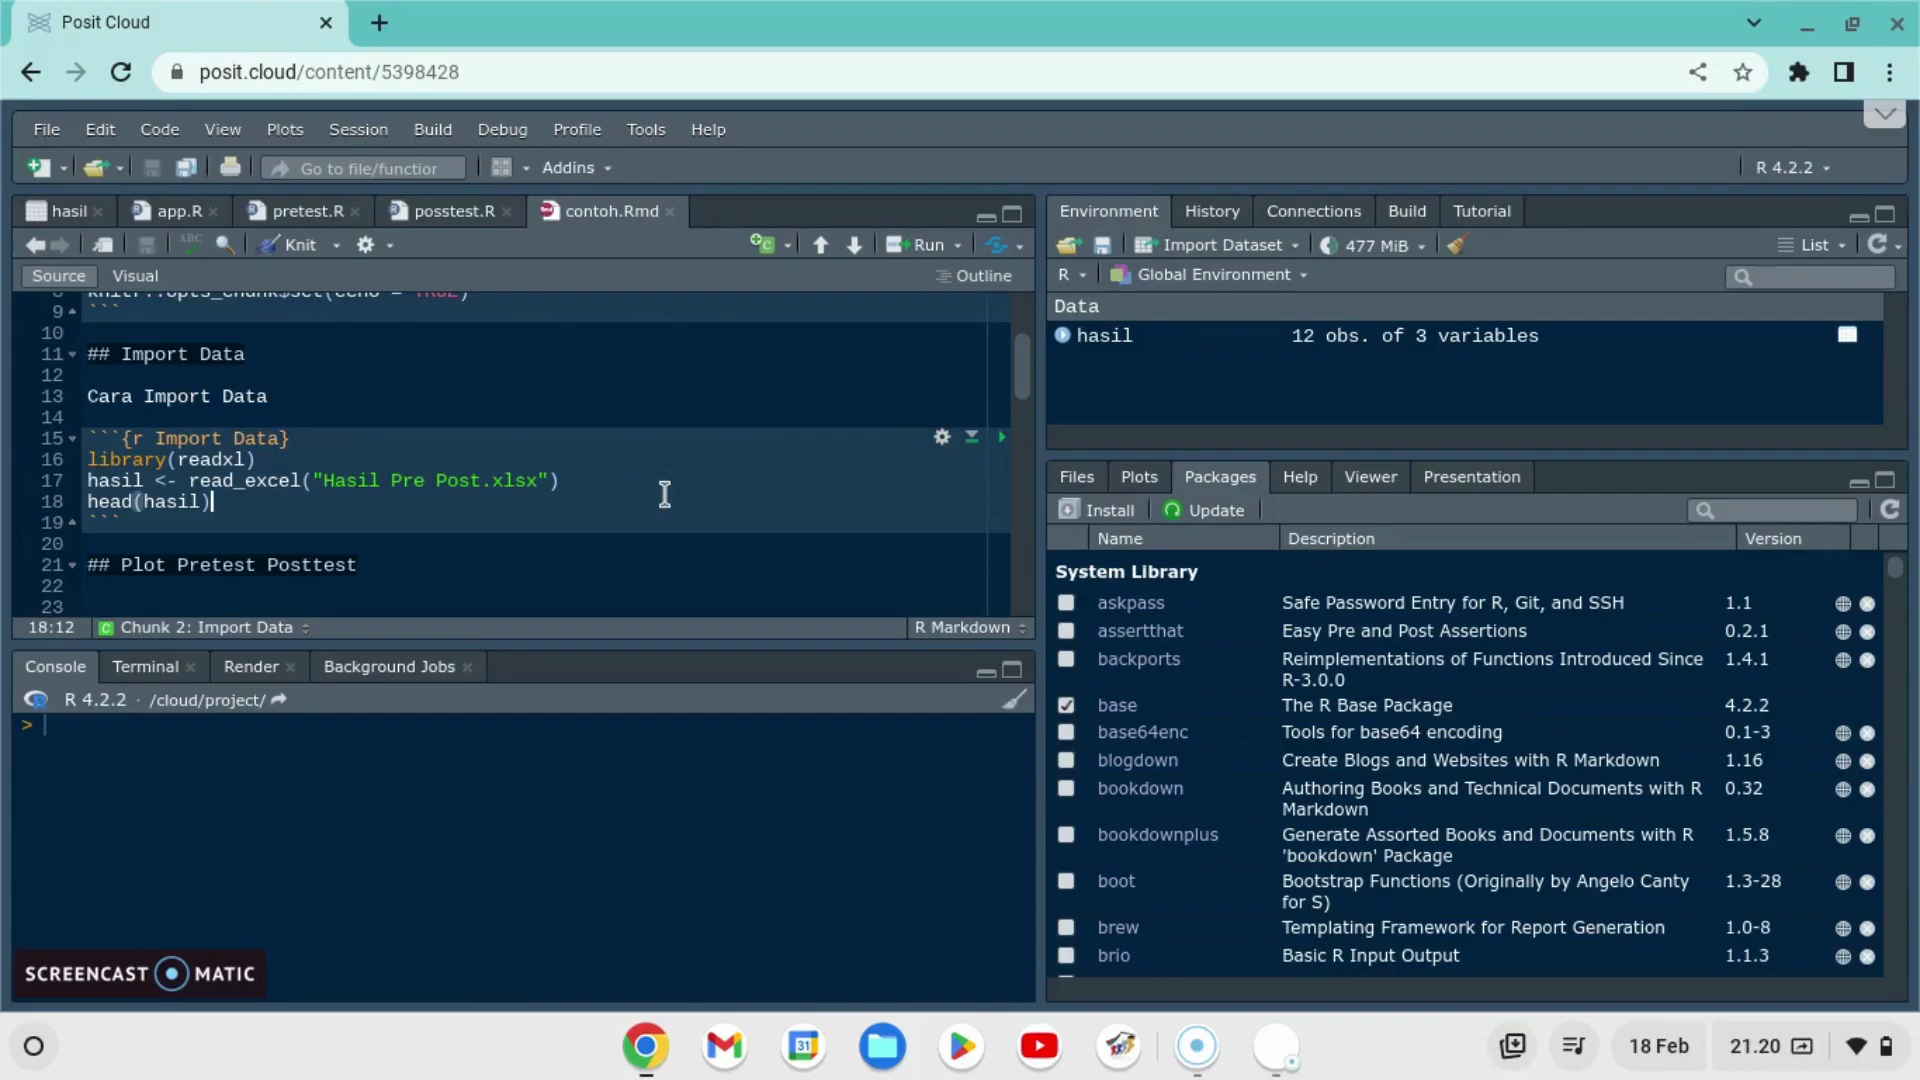 Posit Cloud
posit.cloud/content/5398428
File Edit Code View Plots Session Build Debug Profile Tools Help
Go to file/function Addins R 4.2.2
hasil app.R pretest.R posstest.R contoh.Rmd
Knit Run
Source Visual Outline
9 ```
10
11 ## Import Data
12
13 Cara Import Data
14
15 ```{r Import Data}
16 library(readxl)
17 hasil <- read_excel("Hasil Pre Post.xlsx")
18 head(hasil)
19 ```
20
21 ## Plot Pretest Posttest
22
23
18:12 Chunk 2: Import Data R Markdown
Console Terminal Render Background Jobs
R 4.2.2 · /cloud/project/
>
SCREENCAST MATIC
Environment History Connections Build Tutorial
Import Dataset 477 MiB List
R Global Environment
Data
hasil 12 obs. of 3 variables
Files Plots Packages Help Viewer Presentation
Install Update
Name Description Version
System Library
askpass Safe Password Entry for R, Git, and SSH 1.1
assertthat Easy Pre and Post Assertions 0.2.1
backports Reimplementations of Functions Introduced Since 1.4.1
R-3.0.0
base The R Base Package 4.2.2
base64enc Tools for base64 encoding 0.1-3
blogdown Create Blogs and Websites with R Markdown 1.16
bookdown Authoring Books and Technical Documents with R 0.32
Markdown
bookdownplus Generate Assorted Books and Documents with R 1.5.8
'bookdown' Package
boot Bootstrap Functions (Originally by Angelo Canty 1.3-28
for S)
brew Templating Framework for Report Generation 1.0-8
brio Basic R Input Output 1.1.3
31
18 Feb 21.20